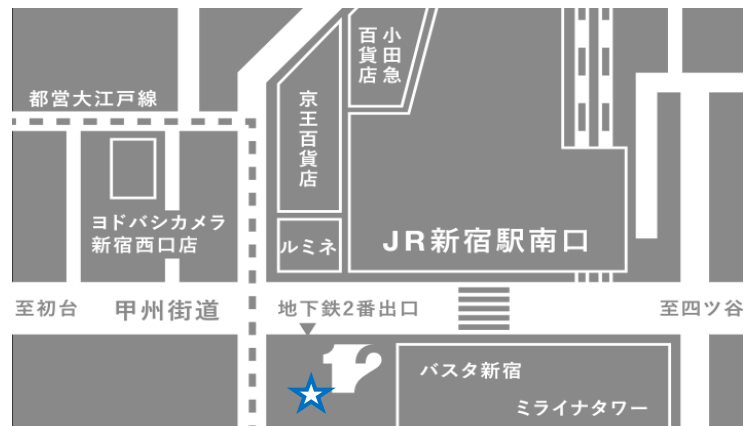 小田急
百貨店
都営大江戸線
京王百貨店
ヨドバシカメラ
新宿西口店
ルミネ
JR新宿駅南口
至初台
甲州街道
地下鉄2番出口
至四ツ谷
12
バスタ新宿
ミライナタワー